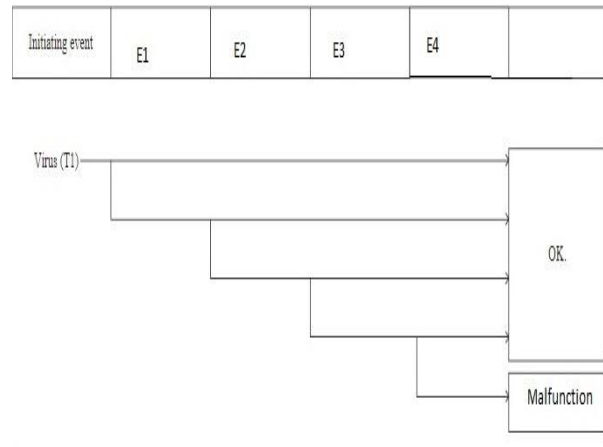 Initiating event
E1
E2
E3
E4
Virus (T1)
OK.
Malfunction